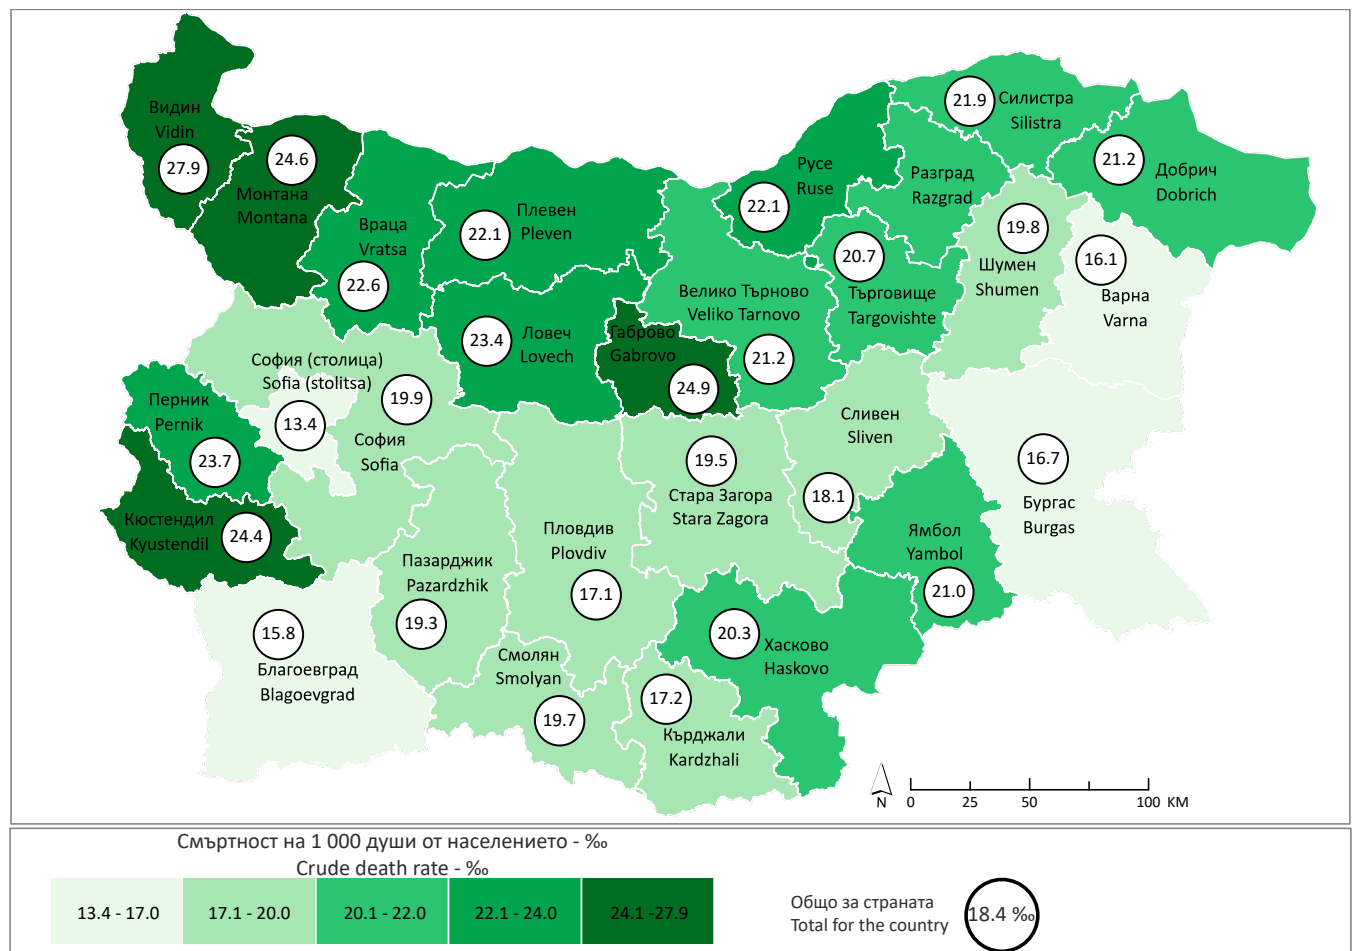 Видин
Vidin
27.9
24.6
Монтана
Montana
Враца
Vratsa
22.6
Плевен
Pleven
22.1
Русе
Ruse
22.1
21.9
Силистра
Silistra
Разград
Razgrad
21.2
Добрич
Dobrich
19.8
Шумен
Shumen
16.1
Варна
Varna
20.7
Търговище
Targovishte
Велико Търново
Veliko Tarnovo
21.2
Габрово
Gabrovo
24.9
23.4
Ловеч
Lovech
София (столица)
Sofia (stolitsa)
13.4
19.9
София
Sofia
Перник
Pernik
23.7
Кюстендил
Kyustendil
24.4
15.8
Благоевград
Blagoevgrad
Пазарджик
Pazardzhik
19.3
Пловдив
Plovdiv
17.1
19.5
Стара Загора
Stara Zagora
Сливен
Sliven
18.1
16.7
Бургас
Burgas
Ямбол
Yambol
21.0
20.3
Хасково
Haskovo
Смолян
Smolyan
19.7
17.2
Кърджали
Kardzhali
N 0 25 50 100 КМ
Смъртност на 1 000 души от населението - ‰
Crude death rate - ‰
13.4 - 17.0 17.1 - 20.0 20.1 - 22.0 22.1 - 24.0 24.1 -27.9
Общо за страната
Total for the country
18.4 ‰